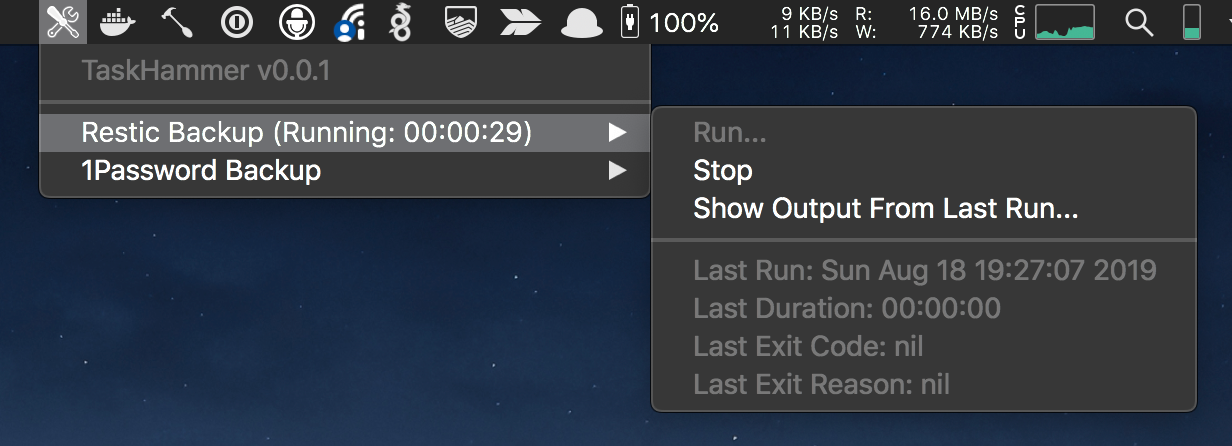 100%
9 KB/s R: 16.0 MB/s
11 KB/s W: 774 KB/s
CPU
TaskHammer v0.0.1
Restic Backup (Running: 00:00:29)
1Password Backup
Run...
Stop
Show Output From Last Run...
Last Run: Sun Aug 18 19:27:07 2019
Last Duration: 00:00:00
Last Exit Code: nil
Last Exit Reason: nil